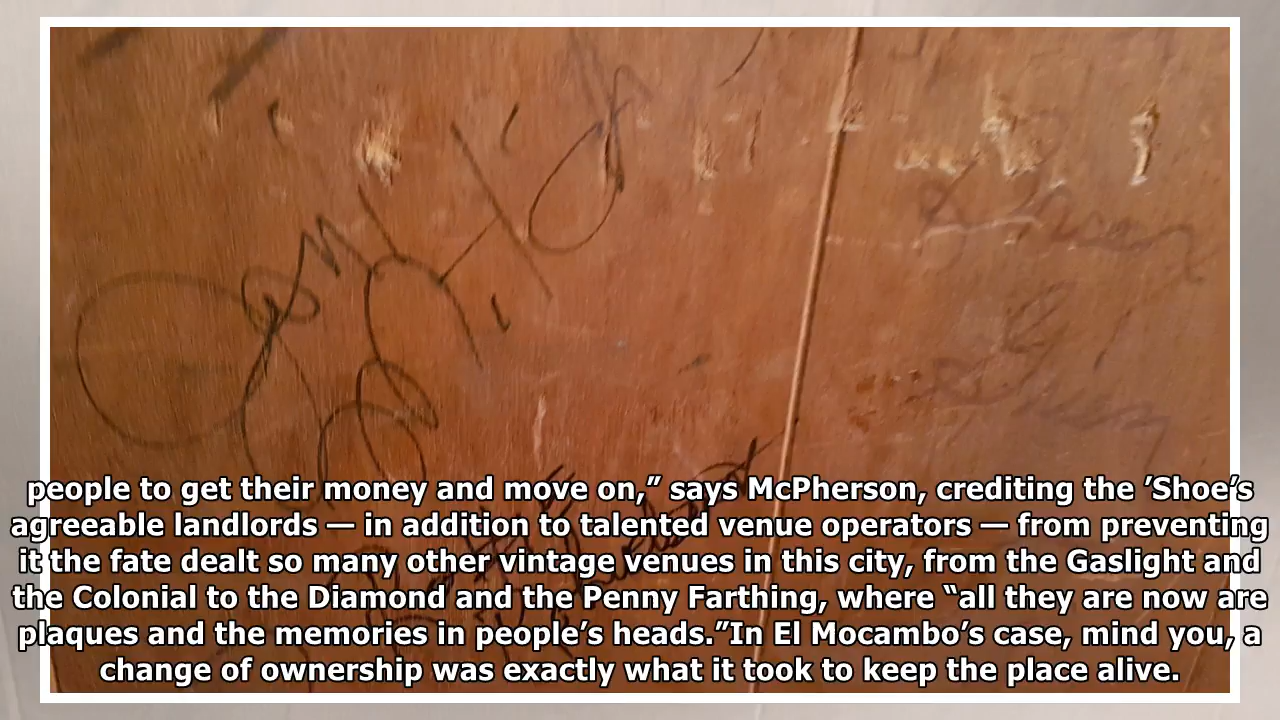 people to get their money and move on,” says McPherson, crediting the ’Shoe’s
agreeable landlords — in addition to talented venue operators — from preventing
it the fate dealt so many other vintage venues in this city, from the Gaslight and
the Colonial to the Diamond and the Penny Farthing, where “all they are now are
plaques and the memories in people’s heads.”In El Mocambo’s case, mind you, a
change of ownership was exactly what it took to keep the place alive.